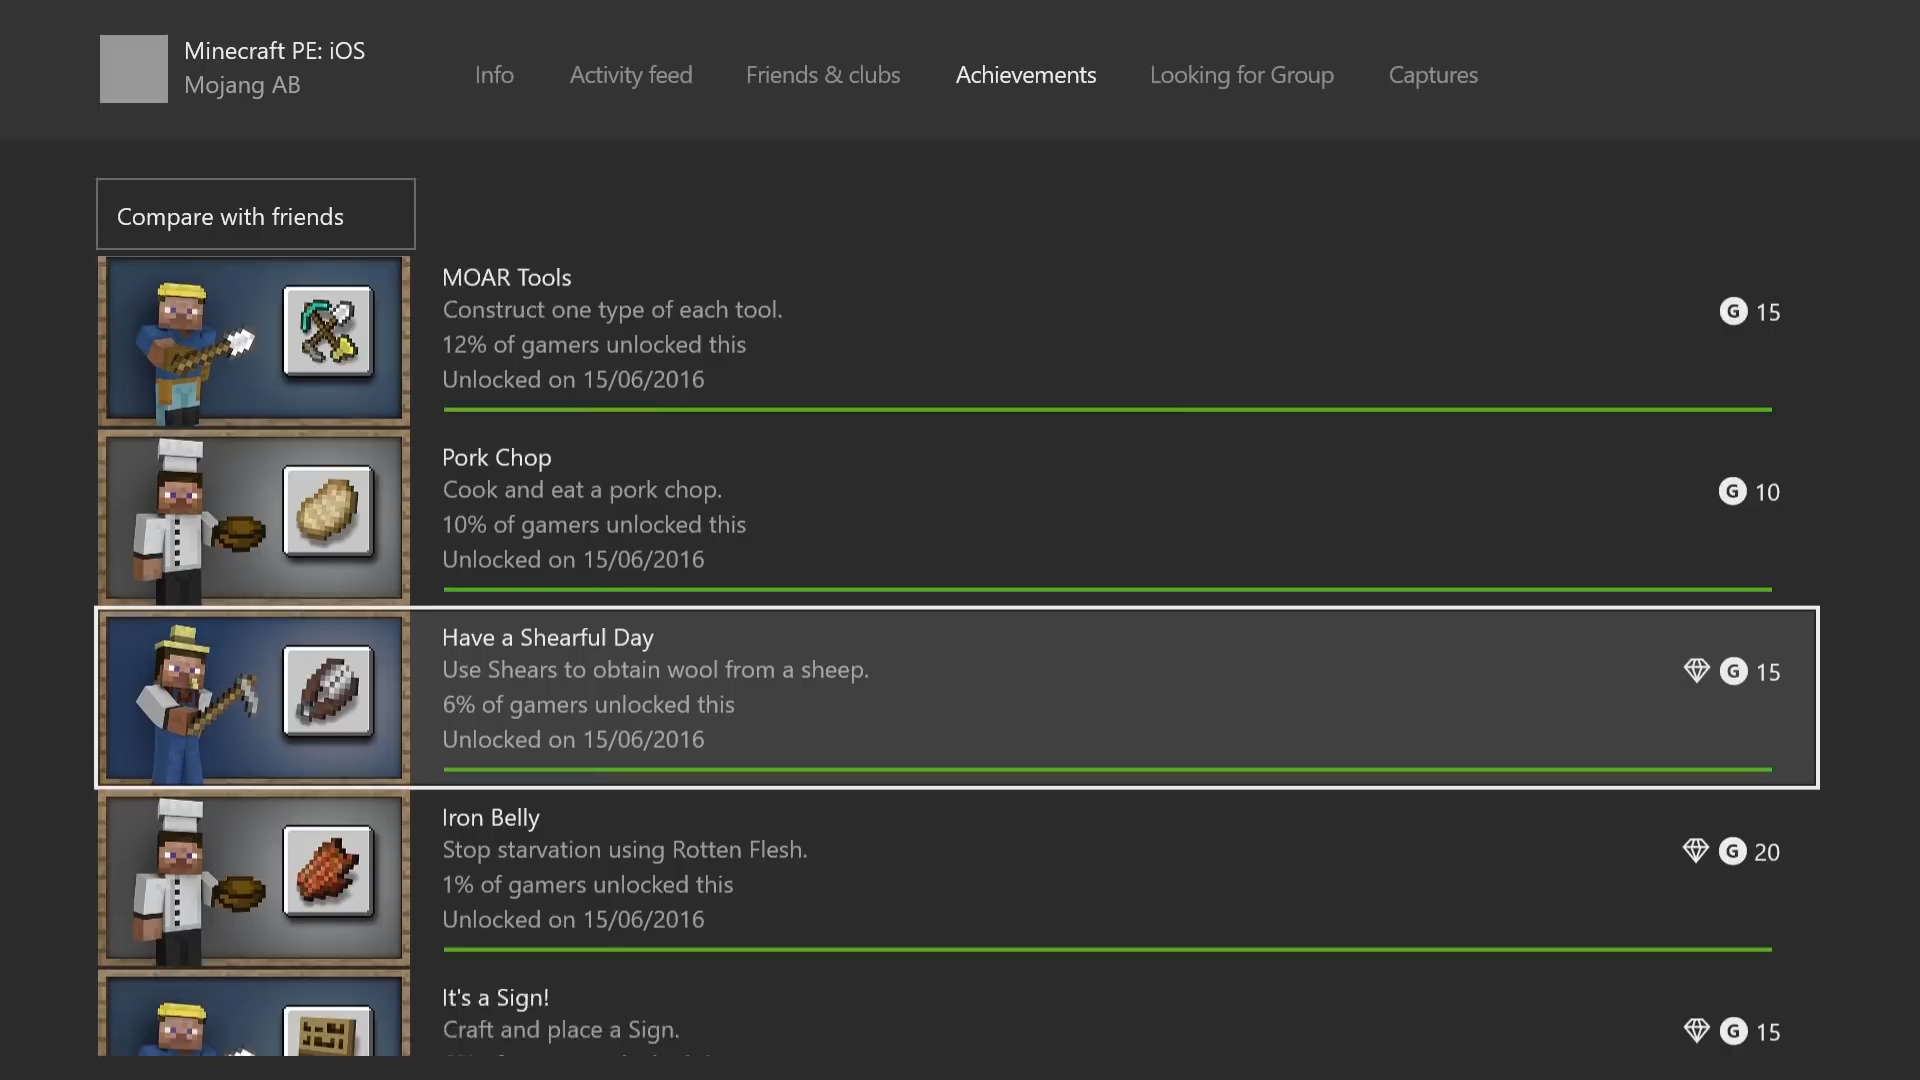 Minecraft PE: iOS
Mojang AB
Info
Activity feed
Friends & clubs
Achievements
Looking for Group
Captures
Compare with friends
MOAR Tools
Construct one type of each tool.
12% of gamers unlocked this
Unlocked on 15/06/2016
G 15
Pork Chop
Cook and eat a pork chop.
10% of gamers unlocked this
Unlocked on 15/06/2016
G 10
Have a Shearful Day
Use Shears to obtain wool from a sheep.
6% of gamers unlocked this
Unlocked on 15/06/2016
G 15
Iron Belly
Stop starvation using Rotten Flesh.
1% of gamers unlocked this
Unlocked on 15/06/2016
G 20
It's a Sign!
Craft and place a Sign.
G 15